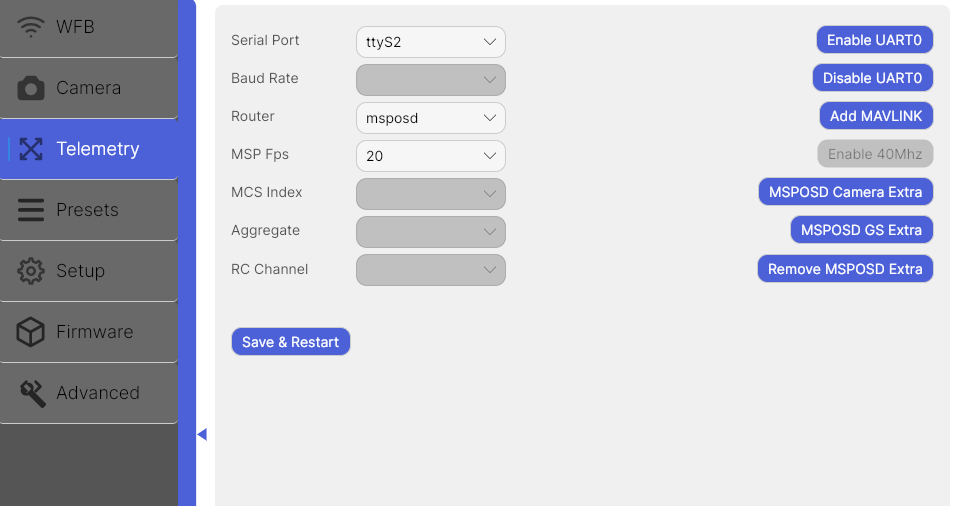 WFB
Camera
Telemetry
Presets
Setup
Firmware
Advanced
Serial Port ttyS2 Enable UART0
Baud Rate Disable UART0
Router msposd Add MAVLINK
MSP Fps 20 Enable 40Mhz
MCS Index MSPOSD Camera Extra
Aggregate MSPOSD GS Extra
RC Channel Remove MSPOSD Extra
Save & Restart